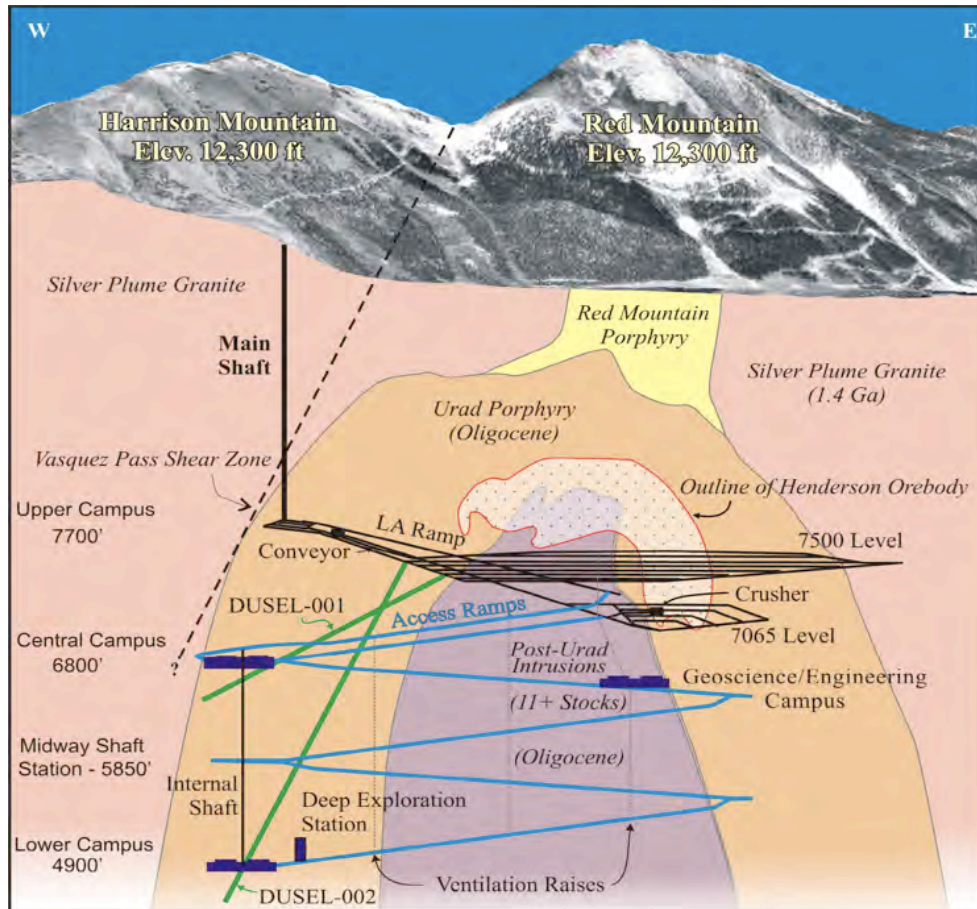 W
E
Harrison Mountain
Elev. 12,300 ft
Red Mountain
Elev. 12,300 ft
Silver Plume Granite
Main
Shaft
Red Mountain
Porphyry
Silver Plume Granite
(1.4 Ga)
Urad Porphyry
(Oligocene)
Vasquez Pass Shear Zone
Outline of Henderson Orebody
Upper Campus
7700’
LA Ramp
Conveyor
7500 Level
DUSEL-001
Access Ramps
Crusher
7065 Level
Central Campus
6800’
?
Post-Urad
Intrusions
(11+ Stocks)
Geoscience/Engineering
Campus
Midway Shaft
Station - 5850’
(Oligocene)
Internal
Shaft
Deep Exploration
Station
Lower Campus
4900’
Ventilation Raises
DUSEL-002